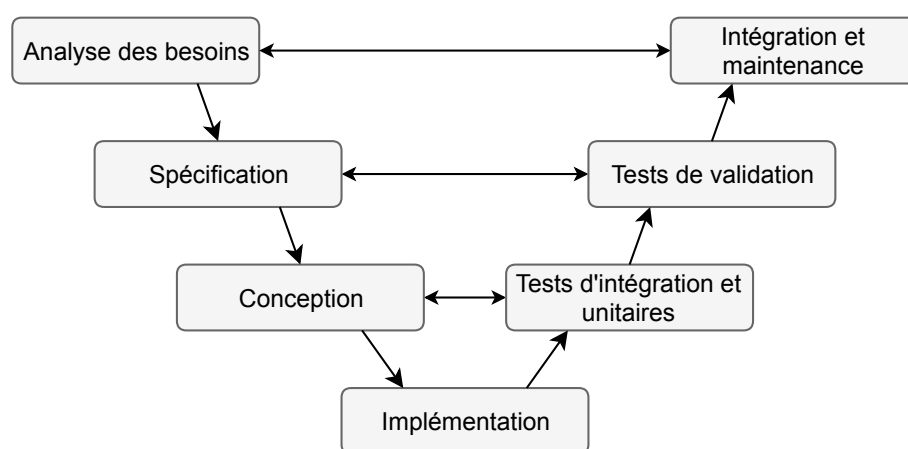 Analyse des besoins
Intégration et
maintenance
Spécification
Tests de validation
Conception
Tests d'intégration et
unitaires
Implémentation